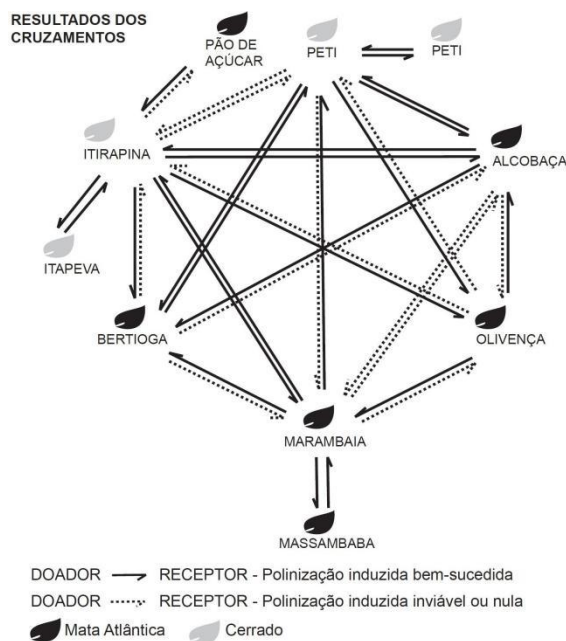 RESULTADOS DOS
CRUZAMENTOS
PÃO DE
AÇÚCAR
PETI
PETI
ITIRAPINA
ALCOBAÇA
ITAPEVA
BERTIOGA
OLIVENÇA
MARAMBAIA
MASSAMBABA
DOADOR RECEPTOR - Polinização induzida bem-sucedida
DOADOR RECEPTOR - Polinização induzida inviável ou nula
Mata Atlântica Cerrado